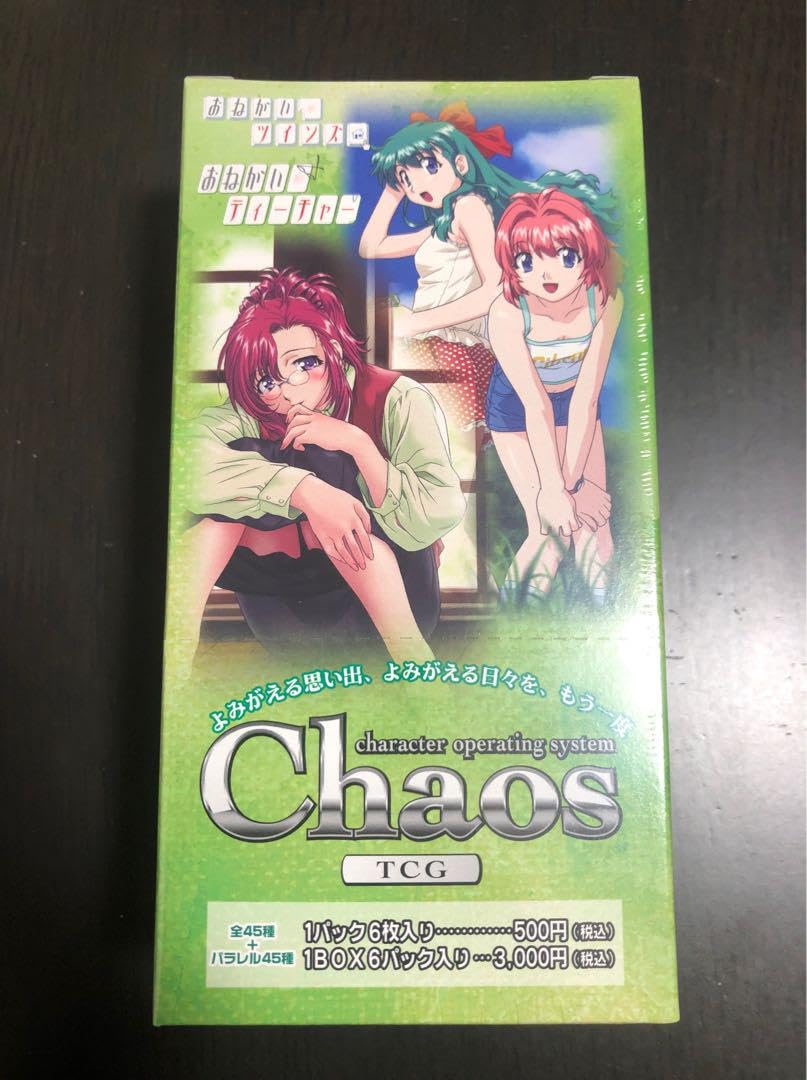 おねがい
ツインズ
おねがい
ティーチャー
よみがえる思い出、よみがえる日々を、もう一度
character operating system
Chaos
TCG
全45種
+
パラレル45種
1パック6枚入り…………500円(税込)
1BOX6パック入り…3,000円(税込)